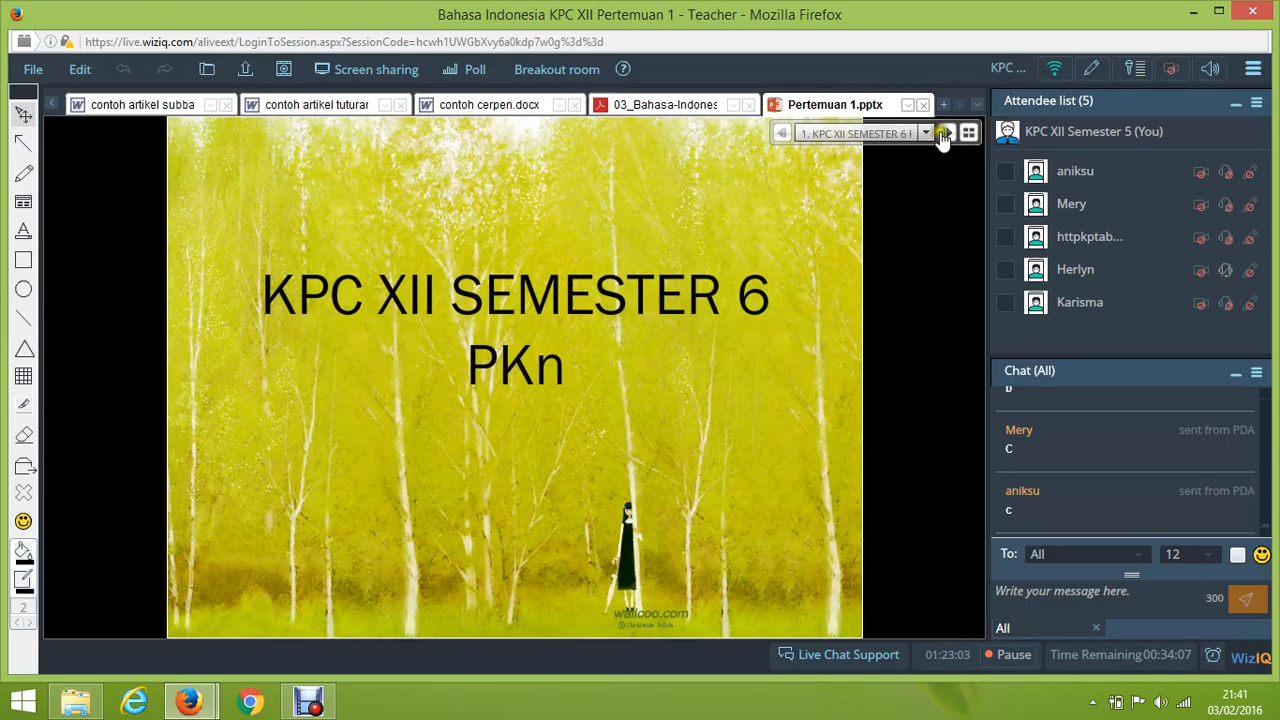 Bahasa Indonesia KPC XII Pertemuan 1 - Teacher - Mozilla Firefox
https://live.wiziq.com/aliveext/LoginToSession.aspx?SessionCode=hcwh1UWGbXvy6a0kdp7w0g%3d%3d
File Edit Screen sharing Poll Breakout room KPC ...
contoh artikel subba contoh artikel tuturar contoh cerpen.docx 03_Bahasa-Indones Pertemuan 1.pptx
1. KPC XII SEMESTER 6
KPC XII SEMESTER 6
PKn
wallcoo.com
Attendee list (5)
KPC XII Semester 5 (You)
aniksu
Mery
httpkptab...
Herlyn
Karisma
Chat (All)
b
Mery sent from PDA
C
aniksu sent from PDA
c
To: All 12
Write your message here. 300
All
2
Live Chat Support 01:23:03 Pause Time Remaining 00:34:07 WizIQ
21:41
03/02/2016